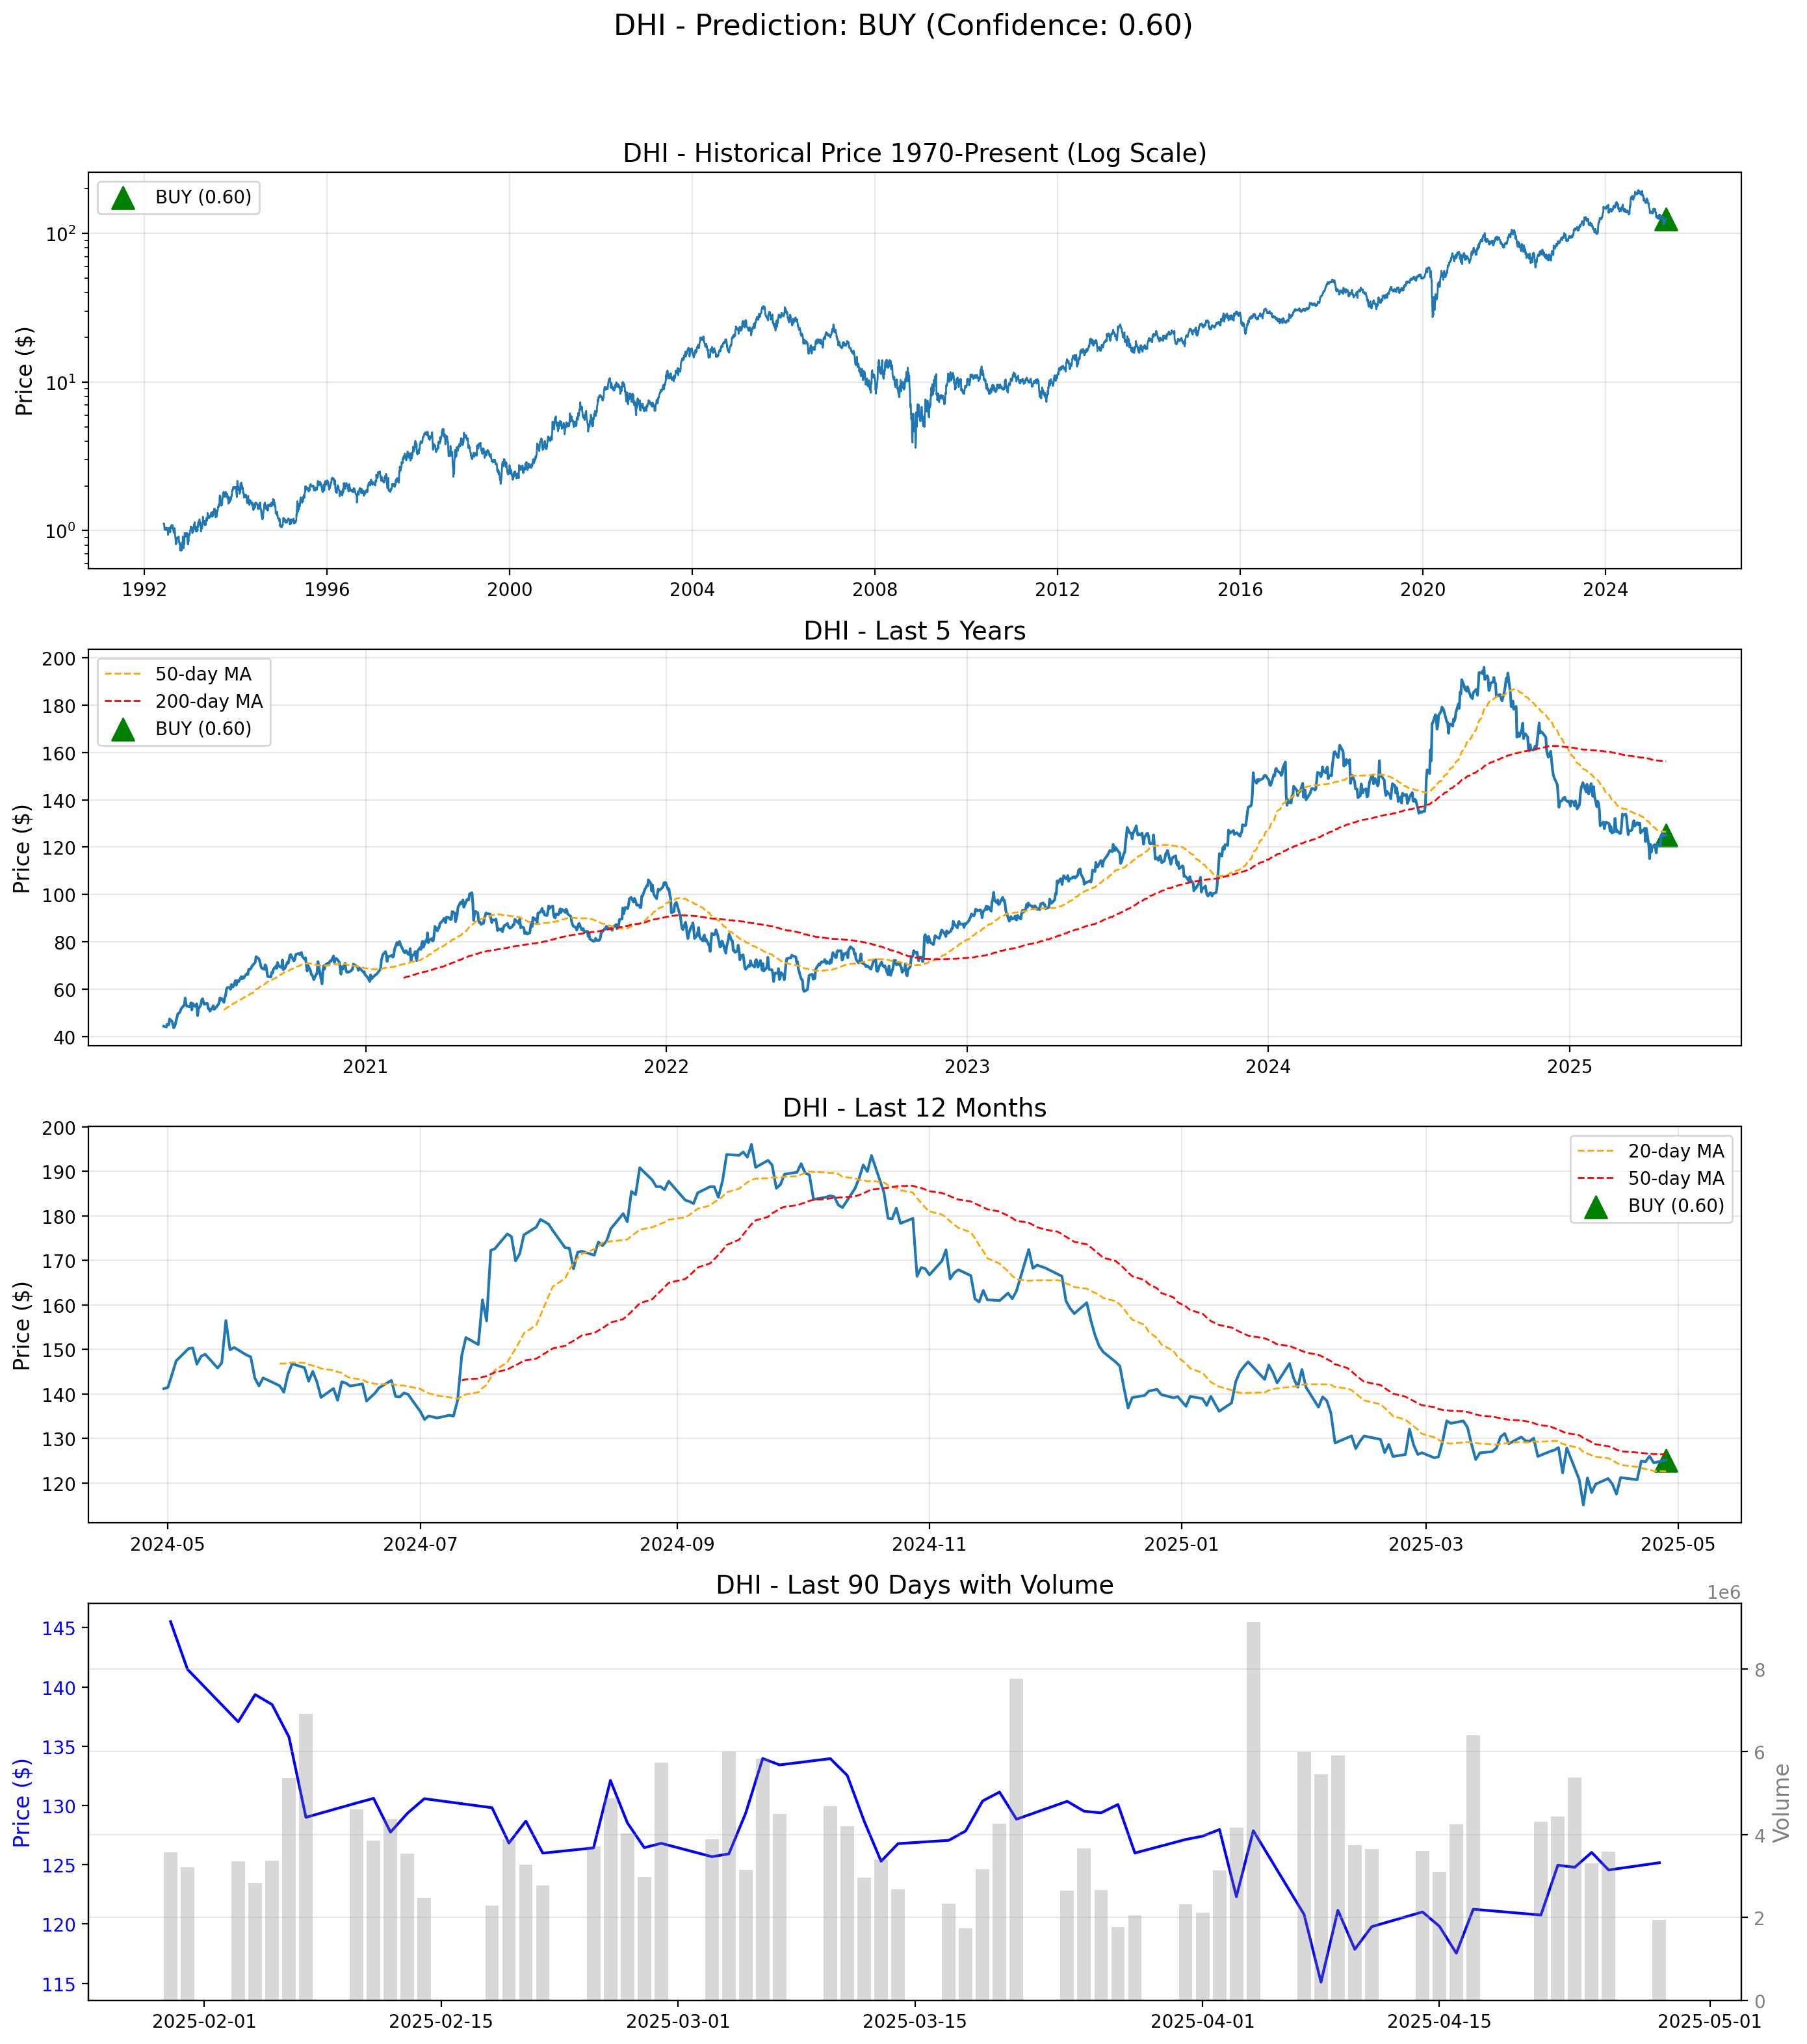 DHI - Prediction: BUY (Confidence: 0.60)
DHI - Historical Price 1970-Present (Log Scale)
BUY (0.60)
Price ($)
10²
10¹
10⁰
1992 1996 2000 2004 2008 2012 2016 2020 2024
DHI - Last 5 Years
50-day MA
200-day MA
BUY (0.60)
Price ($)
200
180
160
140
120
100
80
60
40
2021 2022 2023 2024 2025
DHI - Last 12 Months
20-day MA
50-day MA
BUY (0.60)
Price ($)
200
190
180
170
160
150
140
130
120
2024-05 2024-07 2024-09 2024-11 2025-01 2025-03 2025-05
DHI - Last 90 Days with Volume
1e6
Price ($)
145
140
135
130
125
120
115
8
6
4
2
0
Volume
2025-02-01 2025-02-15 2025-03-01 2025-03-15 2025-04-01 2025-04-15 2025-05-01